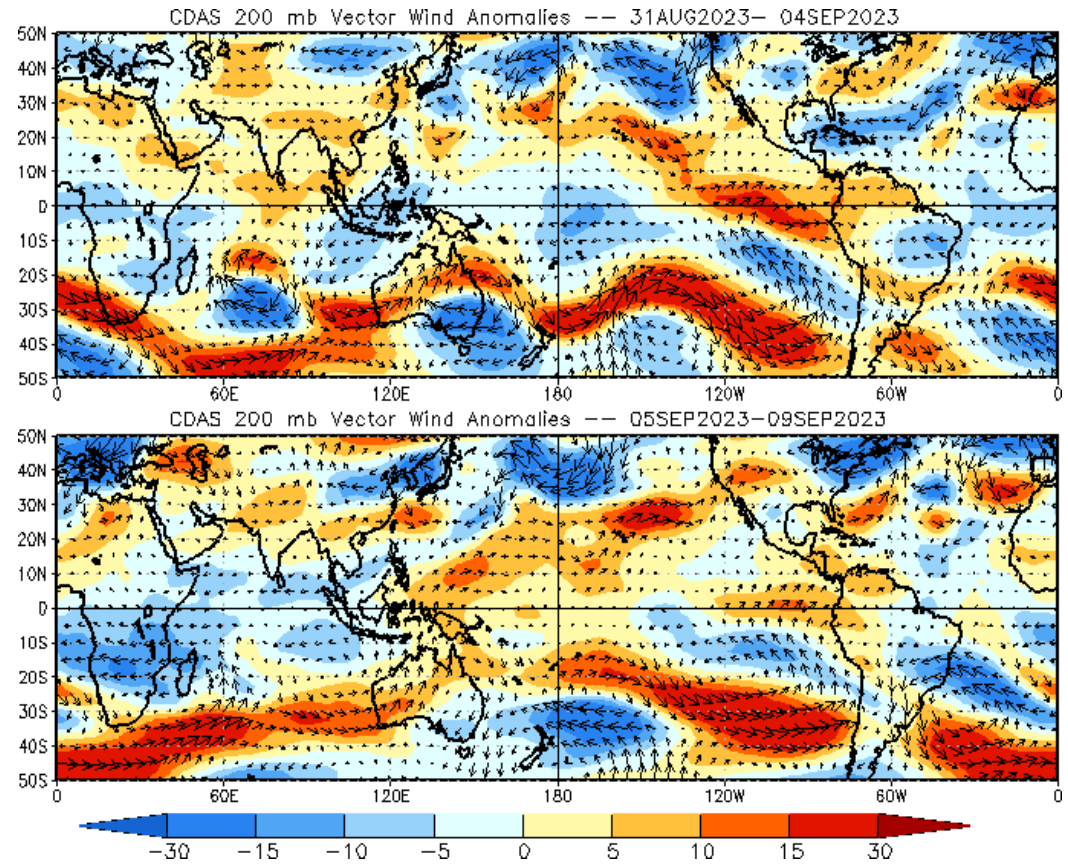 CDAS 200 mb Vector Wind Anomalies -- 31AUG2023- 04SEP2023
50N
40N
30N
20N
10N
0
10S
20S
30S
40S
50S
0 60E 120E 180 120W 60W 0
CDAS 200 mb Vector Wind Anomalies -- 05SEP2023-09SEP2023
50N
40N
30N
20N
10N
0
10S
20S
30S
40S
50S
0 60E 120E 180 120W 60W 0
-30 -15 -10 -5 0 5 10 15 30